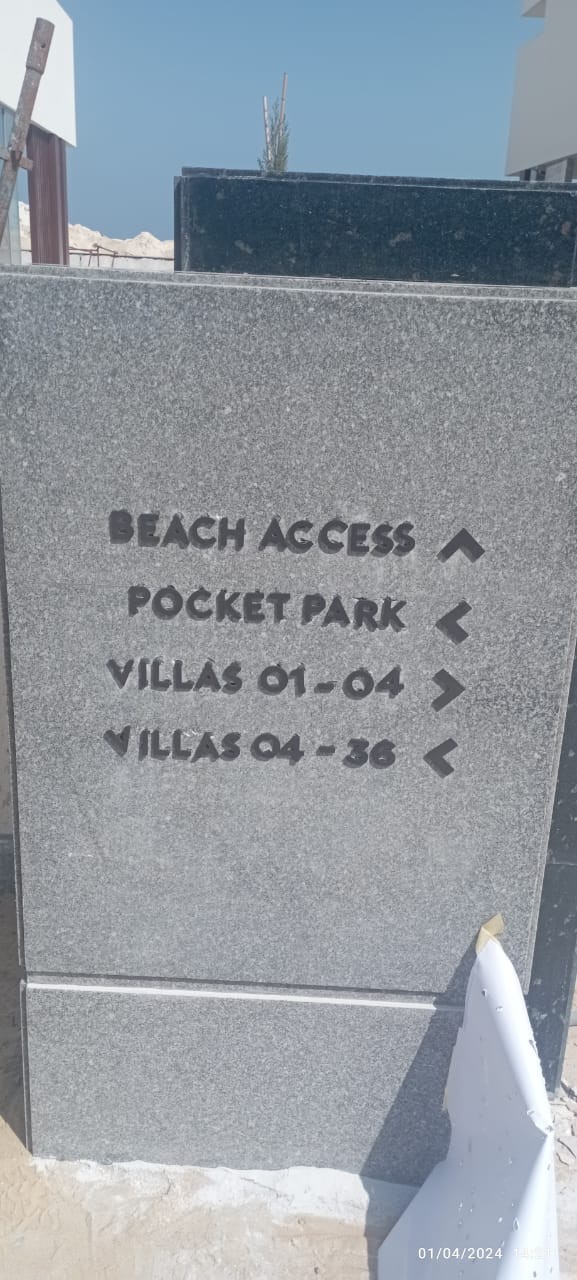 BEACH ACCESS
POCKET PARK
VILLAS 01-04
VILLAS 04-36
01/04/2024